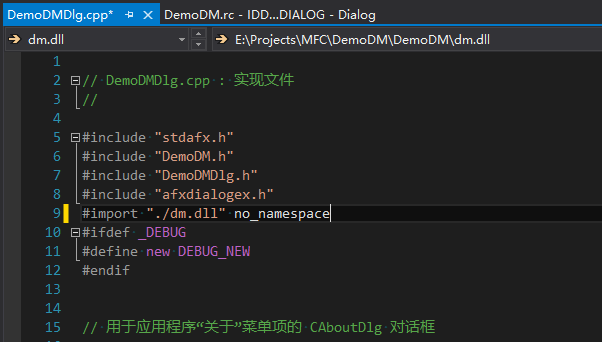 DemoDMDlg.cpp* DemoDM.rc - IDD...DIALOG - Dialog
dm.dll E:\Projects\MFC\DemoDM\DemoDM\dm.dll
1
2 // DemoDMDlg.cpp : 实现文件
3 //
4
5 #include "stdafx.h"
6 #include "DemoDM.h"
7 #include "DemoDMDlg.h"
8 #include "afxdialogex.h"
9 #import "./dm.dll" no_namespace
10 #ifdef _DEBUG
11 #define new DEBUG_NEW
12 #endif
13
14
15 // 用于应用程序“关于”菜单项的 CAboutDlg 对话框
16